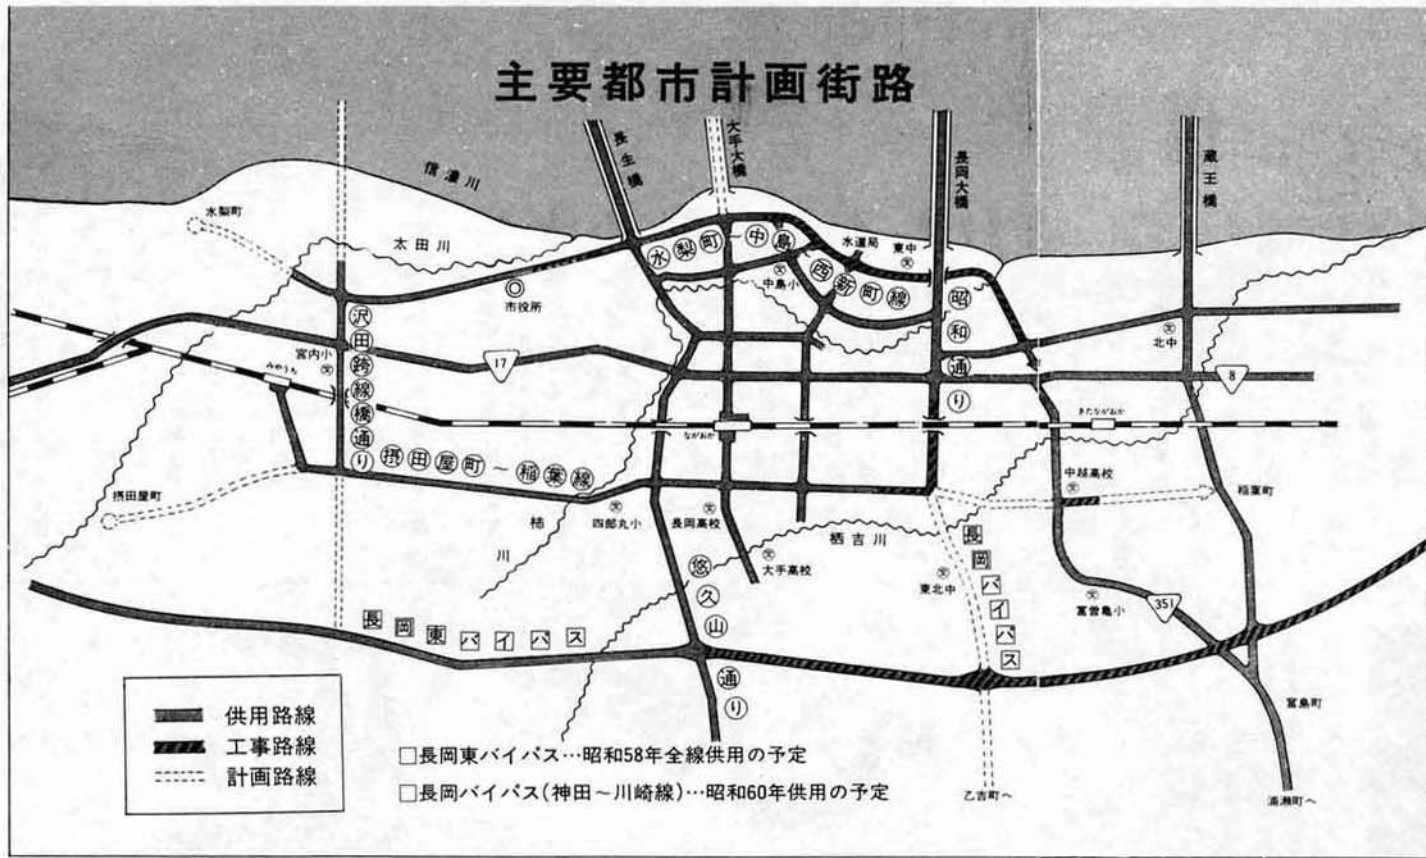 主要都市計画街路
長生橋
大手大橋
長岡大橋
蔵王橋
信濃川
水梨町
太田川
水梨町〜中島西新町線
水道局
東中
中島小
市役所
昭和通り
沢田跨線橋通り
宮内小
みやうち
17
北中
8
ながおか
きたながおか
摂田屋町〜稲葉線
摂田屋町
中越高校
稲葉町
四郎丸小
長岡高校
柿川
栖吉川
大手高校
悠久山通り
東北中
長岡バイパス
富曽亀小
351
長岡東バイパス
富島町
供用路線
工事路線
計画路線
□長岡東バイパス…昭和58年全線供用の予定
□長岡バイパス(神田〜川崎線)…昭和60年供用の予定
乙吉町へ
浦瀬町へ